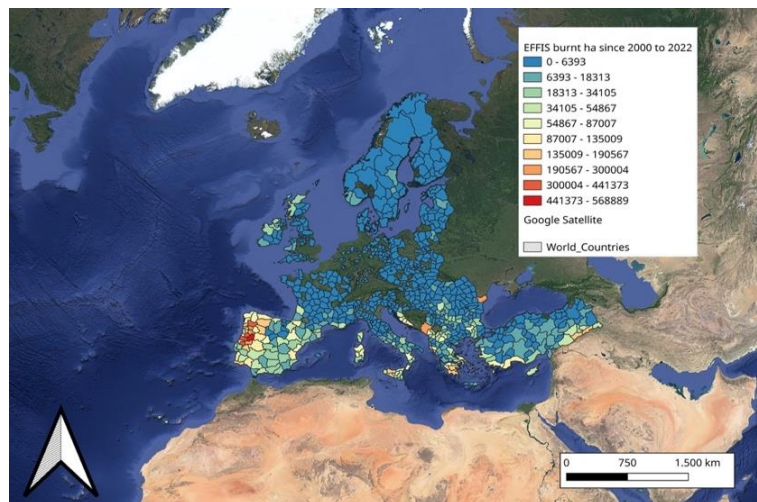 EFFIS burnt ha since 2000 to 2022
0 - 6393
6393 - 18313
18313 - 34105
34105 - 54867
54867 - 87007
87007 - 135009
135009 - 190567
190567 - 300004
300004 - 441373
441373 - 568889
Google Satellite
World_Countries
0 750 1.500 km